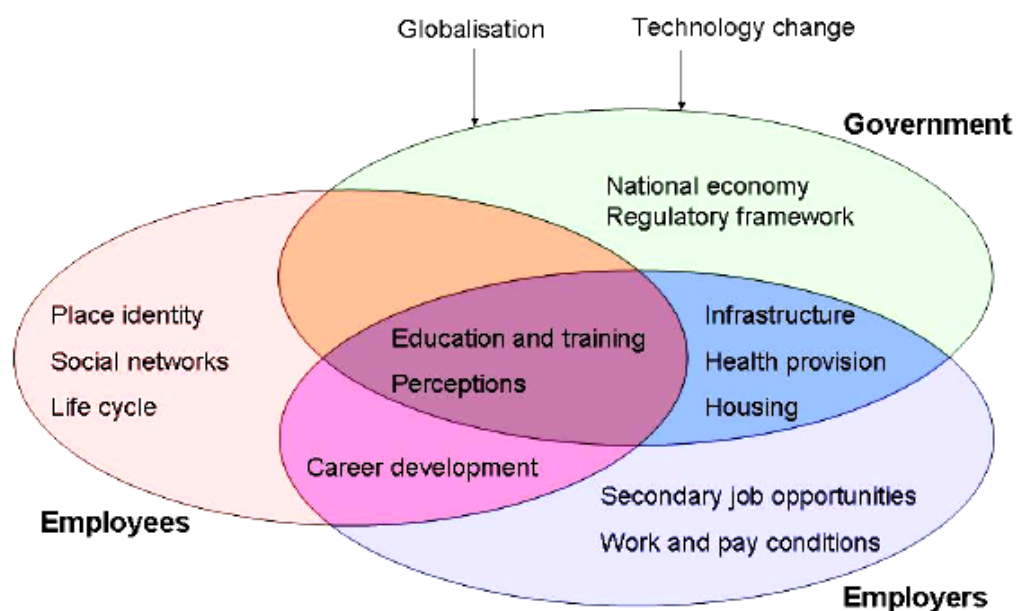 Globalisation
Technology change
Government
National economy
Regulatory framework
Place identity
Social networks
Life cycle
Education and training
Perceptions
Infrastructure
Health provision
Housing
Career development
Employees
Secondary job opportunities
Work and pay conditions
Employers